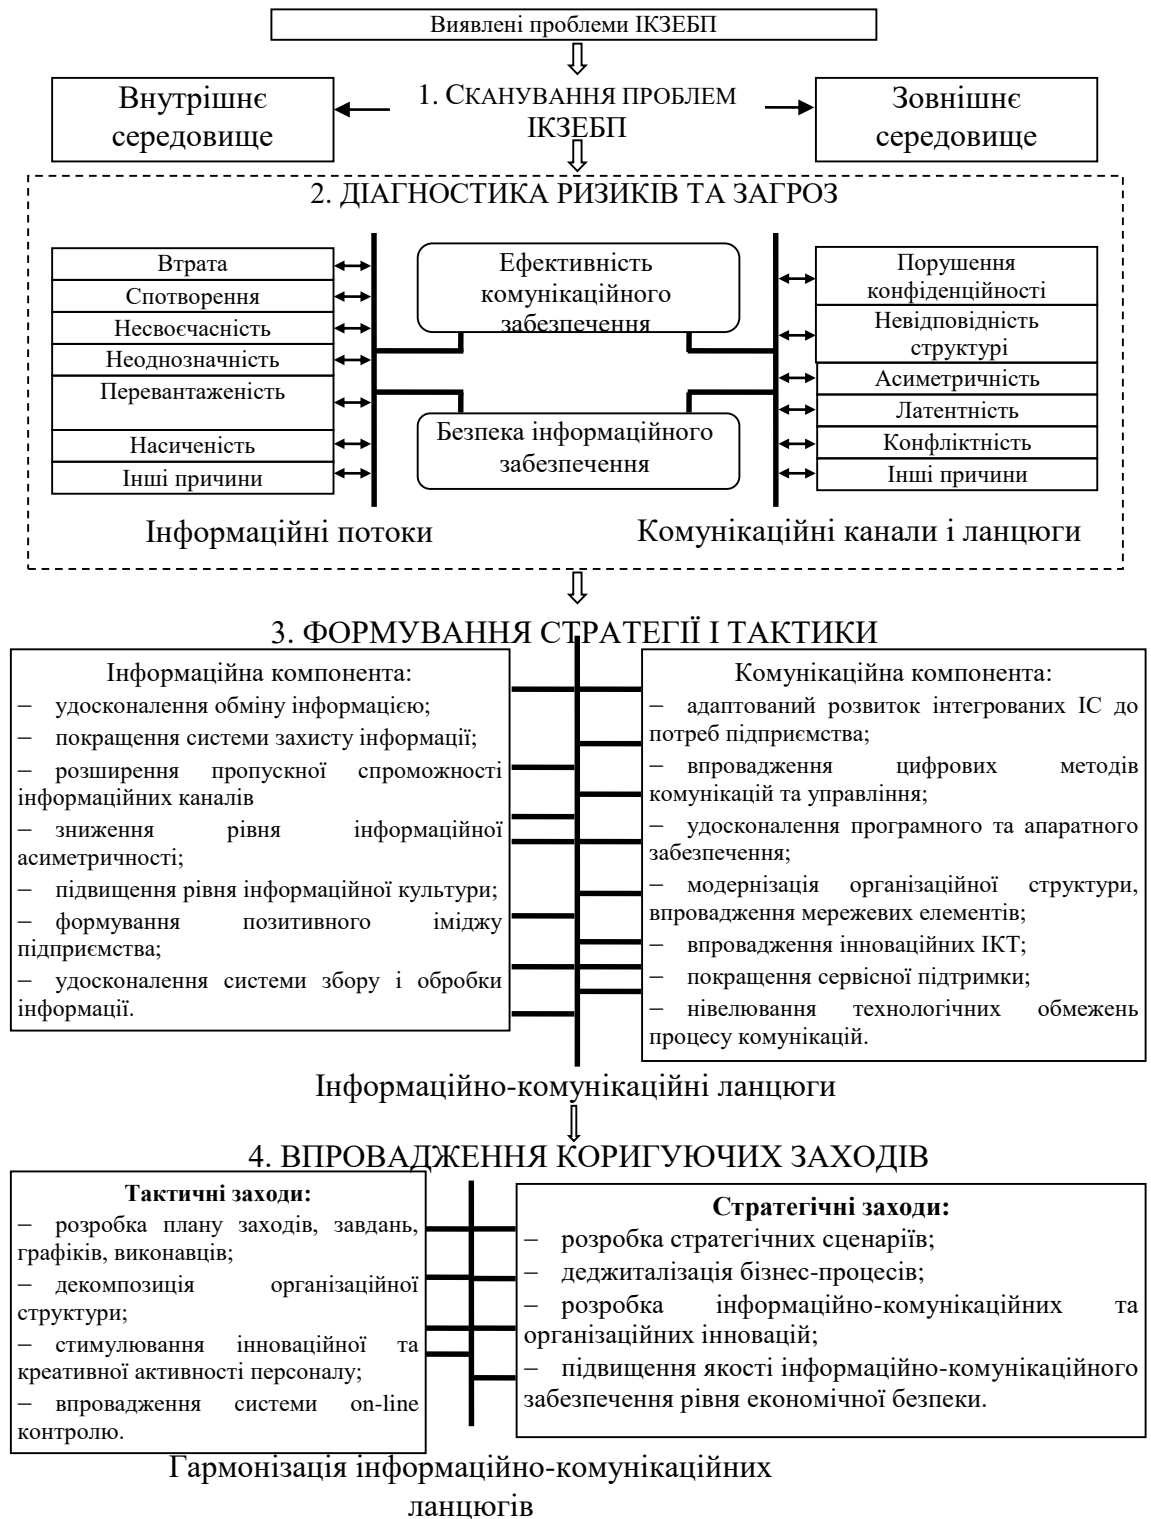 Виявлені проблеми ІКЗЕБП
Внутрішнє
середовище
1. СКАНУВАННЯ ПРОБЛЕМ
ІКЗЕБП
Зовнішнє
середовище
2. ДІАГНОСТИКА РИЗИКІВ ТА ЗАГРОЗ
Втрата
Спотворення
Несвоєчасність
Неоднозначність
Перевантаженість
Насиченість
Інші причини
Ефективність
комунікаційного
забезпечення
Безпека інформаційного
забезпечення
Порушення
конфіденційності
Невідповідність
структурі
Асиметричність
Латентність
Конфліктність
Інші причини
Інформаційні потоки
Комунікаційні канали і ланцюги
3. ФОРМУВАННЯ СТРАТЕГІЇ І ТАКТИКИ
Інформаційна компонента:
– удосконалення обміну інформацією;
– покращення системи захисту інформації;
– розширення пропускної спроможності
інформаційних каналів
– зниження рівня інформаційної
асиметричності;
– підвищення рівня інформаційної культури;
– формування позитивного іміджу
підприємства;
– удосконалення системи збору і обробки
інформації.
Комунікаційна компонента:
– адаптований розвиток інтегрованих ІС до
потреб підприємства;
– впровадження цифрових методів
комунікацій та управління;
– удосконалення програмного та апаратного
забезпечення;
– модернізація організаційної структури,
впровадження мережевих елементів;
– впровадження інноваційних ІКТ;
– покращення сервісної підтримки;
– нівелювання технологічних обмежень
процесу комунікацій.
Інформаційно-комунікаційні ланцюги
4. ВПРОВАДЖЕННЯ КОРИГУЮЧИХ ЗАХОДІВ
Тактичні заходи:
– розробка плану заходів, завдань,
графіків, виконавців;
– декомпозиція організаційної
структури;
– стимулювання інноваційної та
креативної активності персоналу;
– впровадження системи on-line
контролю.
Стратегічні заходи:
– розробка стратегічних сценаріїв;
– деджиталізація бізнес-процесів;
– розробка інформаційно-комунікаційних та
організаційних інновацій;
– підвищення якості інформаційно-комунікаційного
забезпечення рівня економічної безпеки.
Гармонізація інформаційно-комунікаційних
ланцюгів